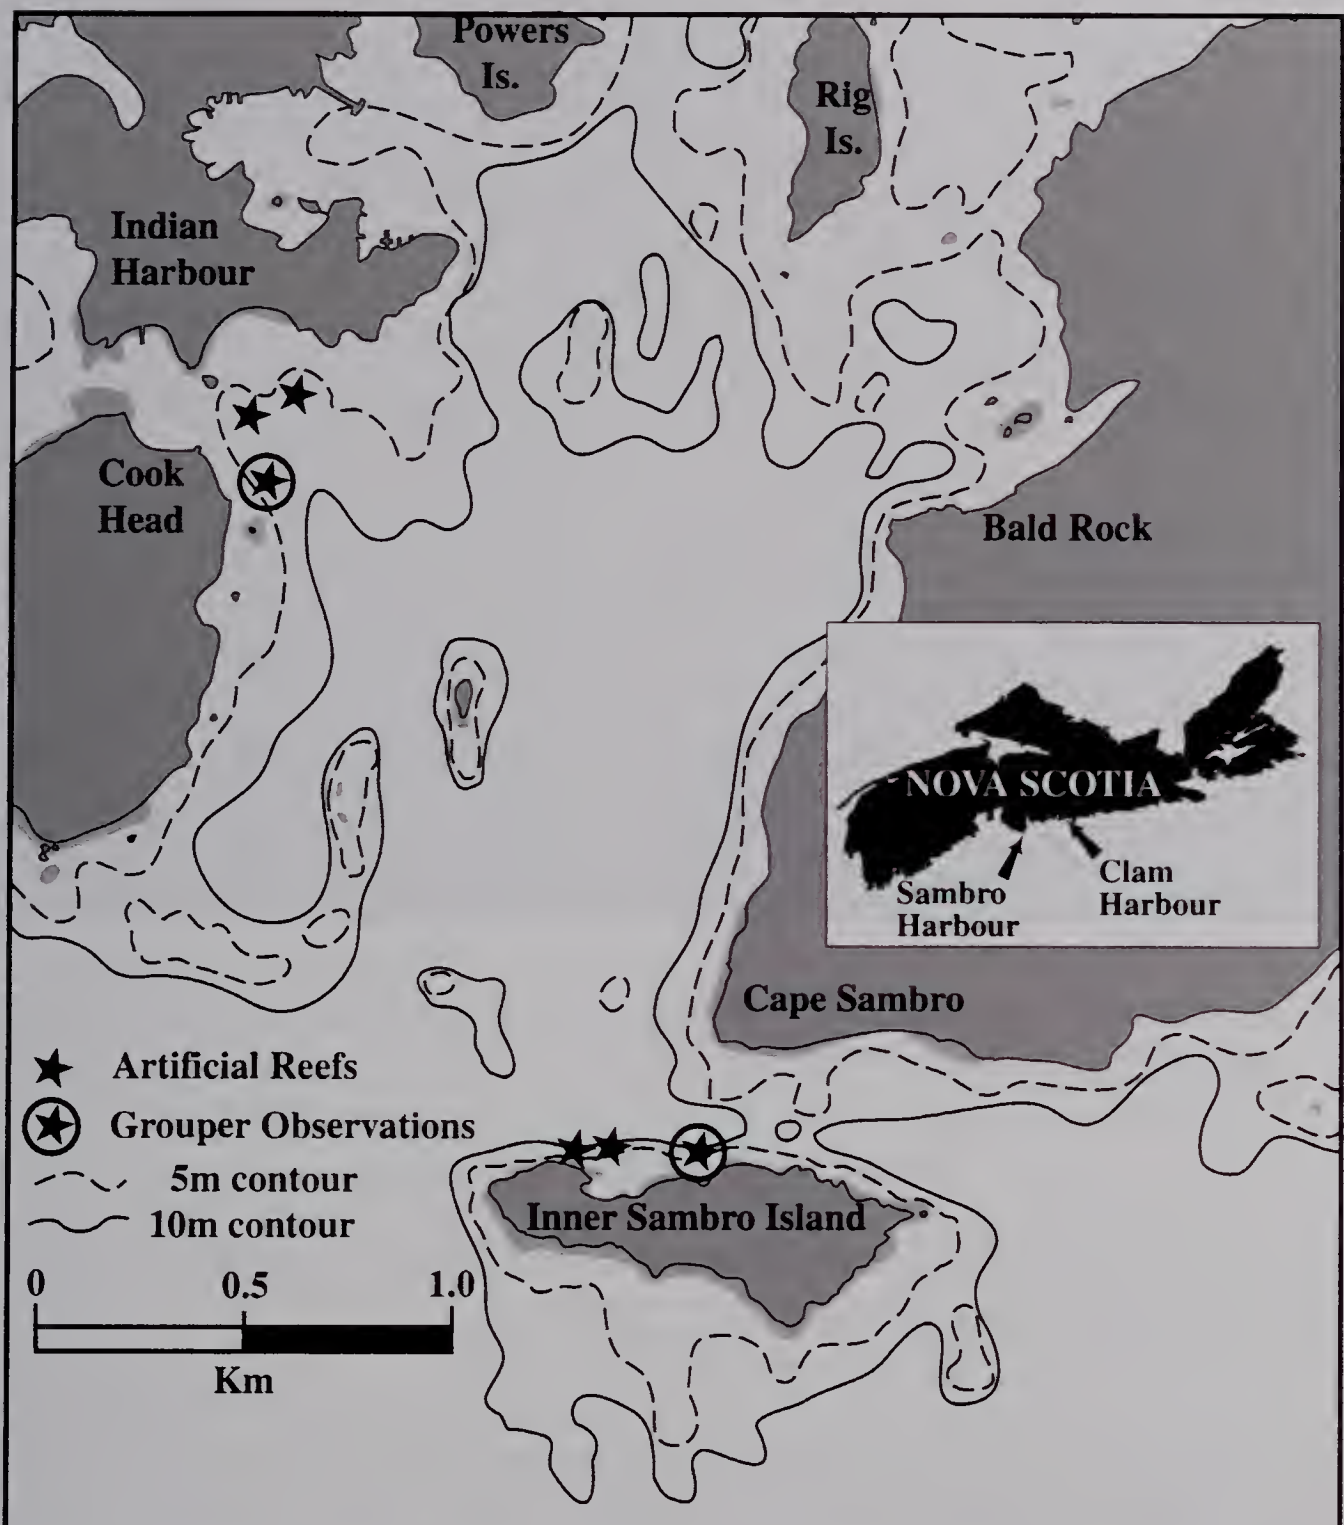 Powers
Is.
Rig
Is.
Indian
Harbour
Cook
Head
Bald Rock
NOVA SCOTIA
Sambro
Harbour
Clam
Harbour
Cape Sambro
Artificial Reefs
Grouper Observations
5m contour
10m contour
Inner Sambro Island
0 0.5 1.0
Km